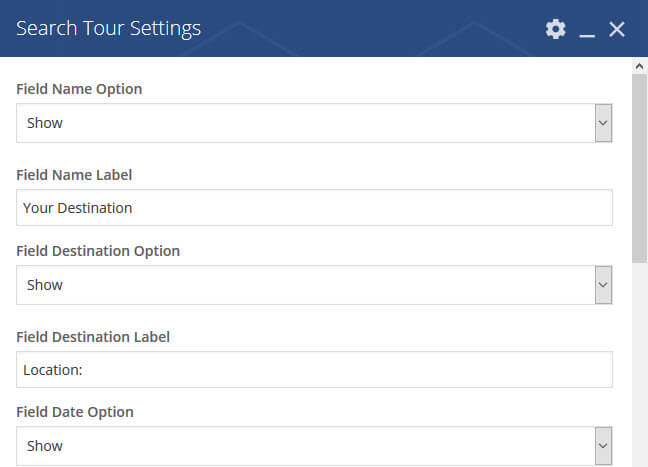 Search Tour Settings
Field Name Option
Show
Field Name Label
Your Destination
Field Destination Option
Show
Field Destination Label
Location:
Field Date Option
Show